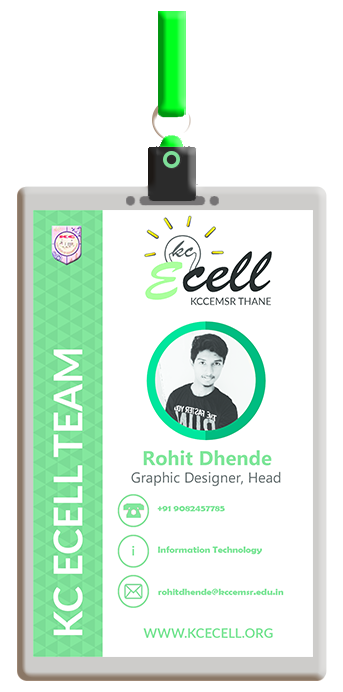 KC ECELL TEAM
kc
Ecell
KCCEMSR THANE
Rohit Dhende
Graphic Designer, Head
+91 9082457785
i
Information Technology
rohitdhende@kccemsr.edu.in
WWW.KCECELL.ORG